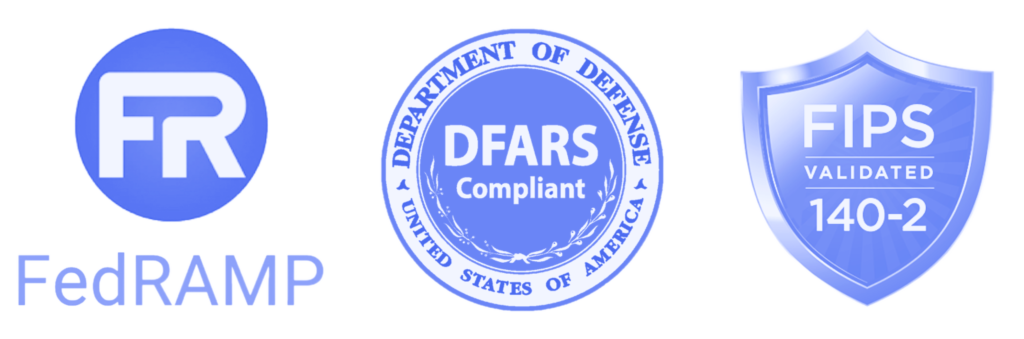 FR
FedRAMP
DEPARTMENT OF DEFENSE
DFARS
Compliant
UNITED STATES OF AMERICA
FIPS
VALIDATED
140-2